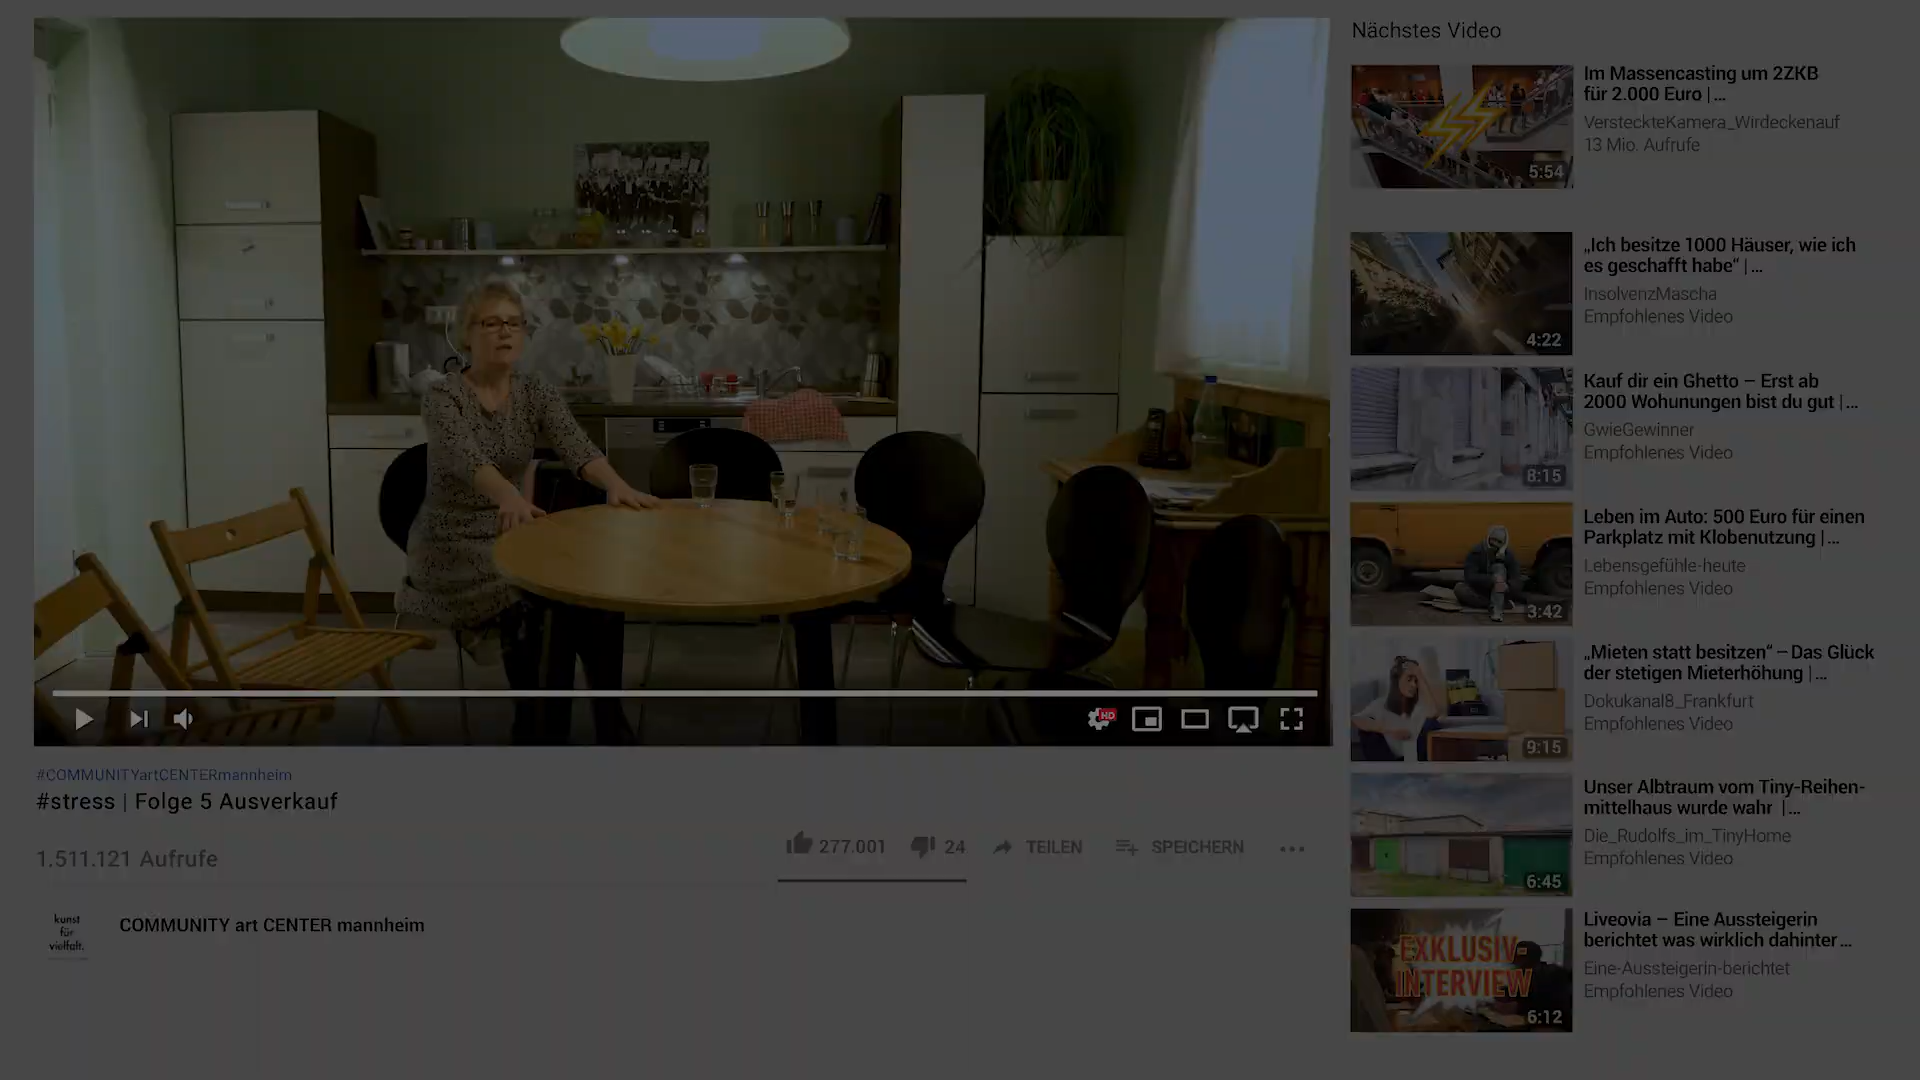 Nächstes Video
Im Massencasting um 2ZKB
für 2.000 Euro | ...
VersteckteKamera_Wirdeckenauf
13 Mio. Aufrufe
5:54
„Ich besitze 1000 Häuser, wie ich
es geschafft habe“ | ...
InsolvenzMascha
Empfohlenes Video
4:22
Kauf dir ein Ghetto – Erst ab
2000 Wohunungen bist du gut | ...
GwieGewinner
Empfohlenes Video
8:15
Leben im Auto: 500 Euro für einen
Parkplatz mit Klobenutzung | ...
Lebensgefühle-heute
Empfohlenes Video
3:42
„Mieten statt besitzen“ – Das Glück
der stetigen Mieterhöhung | ...
Dokukanal8_Frankfurt
Empfohlenes Video
9:15
Unser Albtraum vom Tiny-Reihen-
mittelhaus wurde wahr | ...
Die_Rudolfs_im_TinyHome
Empfohlenes Video
6:45
Liveovia – Eine Aussteigerin
berichtet was wirklich dahinter ...
Eine-Aussteigerin-berichtet
Empfohlenes Video
EXKLUSIV-
INTERVIEW
6:12
HD
#COMMUNITYartCENTERmannheim
#stress | Folge 5 Ausverkauf
1.511.121 Aufrufe
277.001 24 TEILEN SPEICHERN
kunst
für
vielfalt.
COMMUNITY art CENTER mannheim